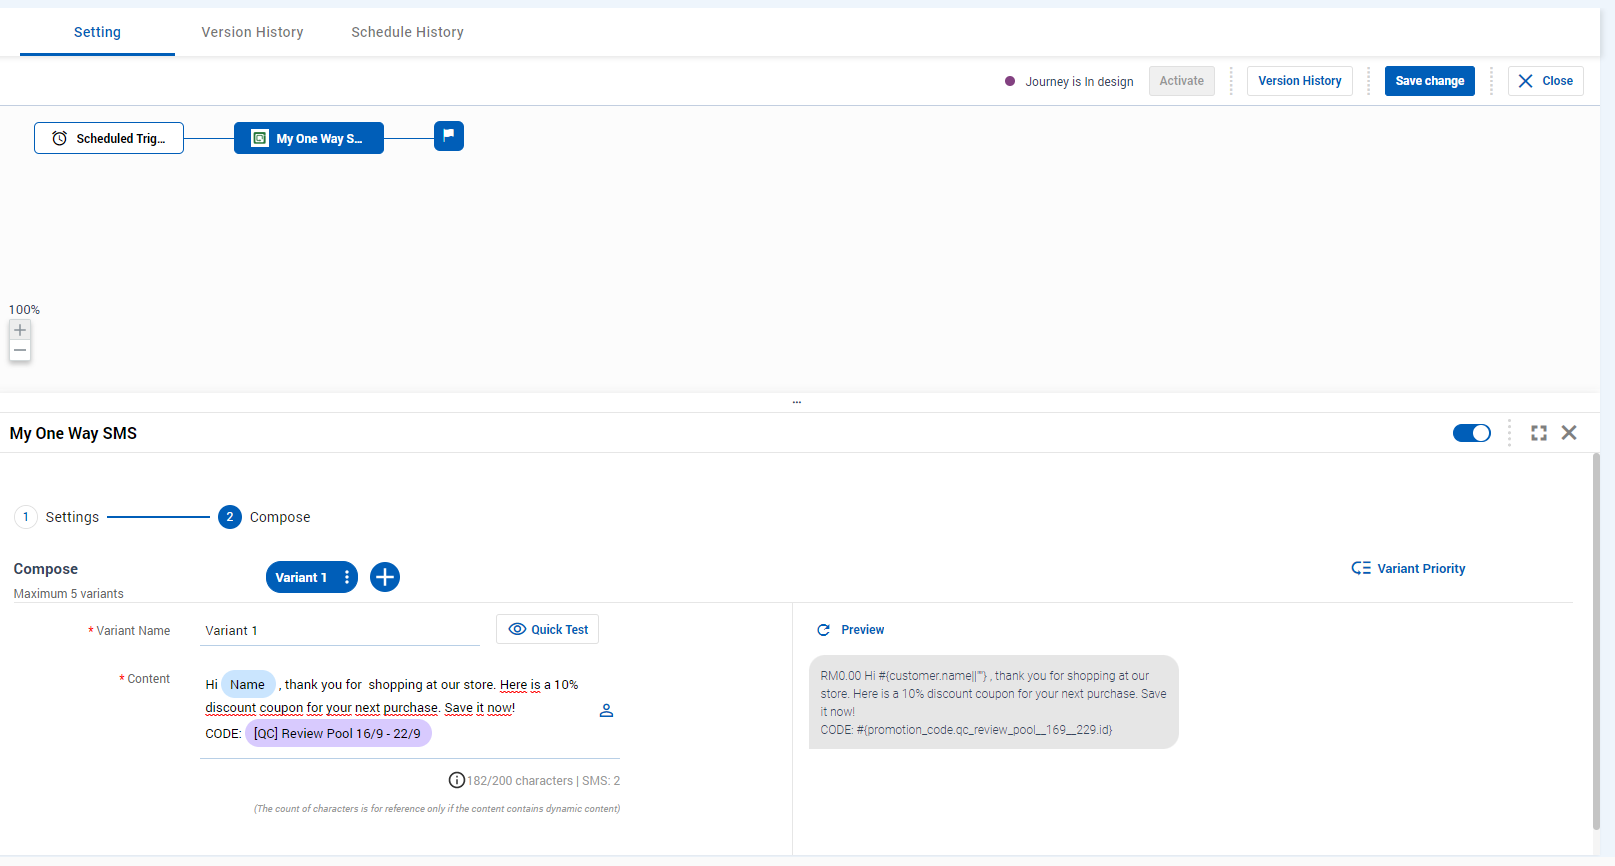 Setting Version History Schedule History
Journey is In design Activate Version History Save change Close
Scheduled Trig... My One Way S...
100%
...
My One Way SMS
1 Settings 2 Compose
Compose Variant 1 Variant Priority
Maximum 5 variants
* Variant Name Variant 1 Quick Test
* Content Hi Name , thank you for shopping at our store. Here is a 10%
discount coupon for your next purchase. Save it now!
CODE: [QC] Review Pool 16/9 - 22/9
182/200 characters | SMS: 2
(The count of characters is for reference only if the content contains dynamic content)
Preview
RM0.00 Hi #{customer.name||""} , thank you for shopping at our
store. Here is a 10% discount coupon for your next purchase. Save
it now!
CODE: #{promotion_code.qc_review_pool__169__229.id}